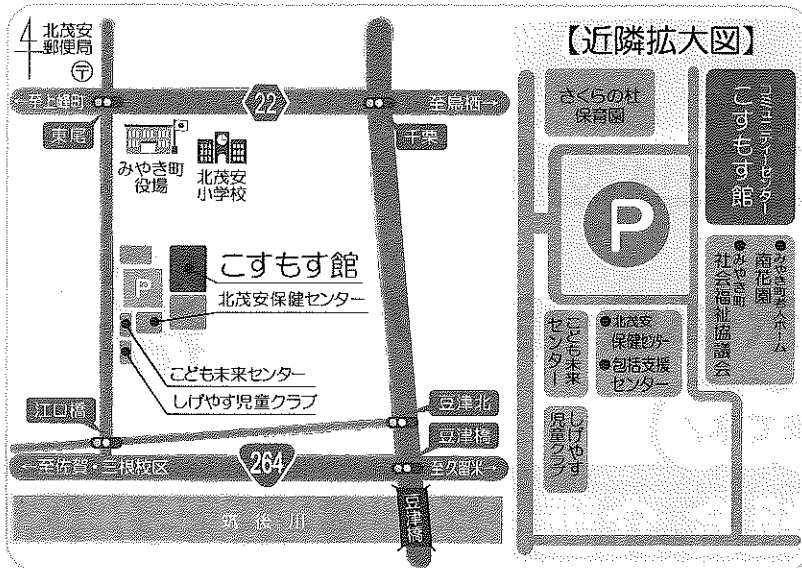 北茂安
郵便局
〒
←至上峰町
22
至鳥栖→
東尾
千栗
みやき町
役場
北茂安
小学校
P
こすもす館
北茂安保健センター
こども未来センター
しげやす児童クラブ
江口橋
豆津北
豆津橋
←至佐賀・三根校区
264
至久留米→
筑後川
豆津橋
【近隣拡大図】
さくらの杜
保育園
コミュニティーセンター
こすもす館
P
●みやき町老人ホーム
南花園
●みやき町
社会福祉協議会
こども未来
センター
●北茂安
保健センター
●包括支援
センター
しげやす
児童クラブ